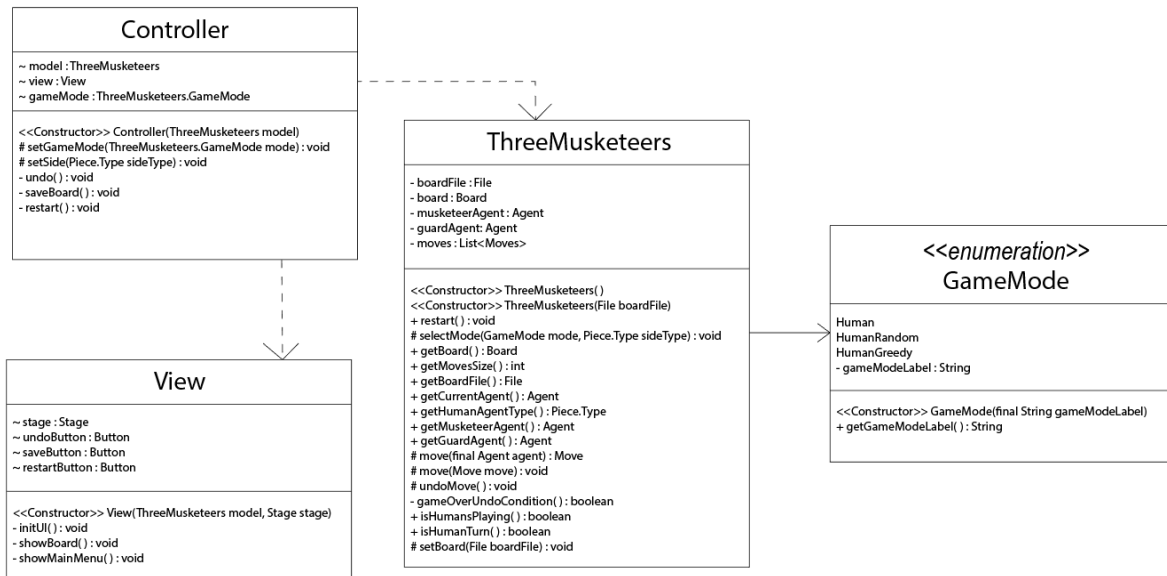 Controller
~ model : ThreeMusketeers
~ view : View
~ gameMode : ThreeMusketeers.GameMode
<<Constructor>> Controller(ThreeMusketeers model)
# setGameMode(ThreeMusketeers.GameMode mode) : void
# setSide(Piece.Type sideType) : void
- undo( ) : void
- saveBoard( ) : void
- restart( ) : void
View
~ stage : Stage
~ undoButton : Button
~ saveButton : Button
~ restartButton : Button
<<Constructor>> View(ThreeMusketeers model, Stage stage)
- initUI( ) : void
- showBoard( ) : void
- showMainMenu( ) : void
ThreeMusketeers
- boardFile : File
- board : Board
- musketeerAgent : Agent
- guardAgent: Agent
- moves : List<Moves>
<<Constructor>> ThreeMusketeers( )
<<Constructor>> ThreeMusketeers(File boardFile)
+ restart( ) : void
# selectMode(GameMode mode, Piece.Type sideType) : void
+ getBoard( ) : Board
+ getMovesSize( ) : int
+ getBoardFile( ) : File
+ getCurrentAgent( ) : Agent
+ getHumanAgentType( ) : Piece.Type
+ getMusketeerAgent( ) : Agent
+ getGuardAgent( ) : Agent
# move(final Agent agent) : Move
# move(Move move) : void
# undoMove( ) : void
- gameOverUndoCondition( ) : boolean
+ isHumansPlaying( ) : boolean
+ isHumanTurn( ) : boolean
# setBoard(File boardFile) : void
<<enumeration>>
GameMode
Human
HumanRandom
HumanGreedy
- gameModeLabel : String
<<Constructor>> GameMode(final String gameModeLabel)
+ getGameModeLabel( ) : String